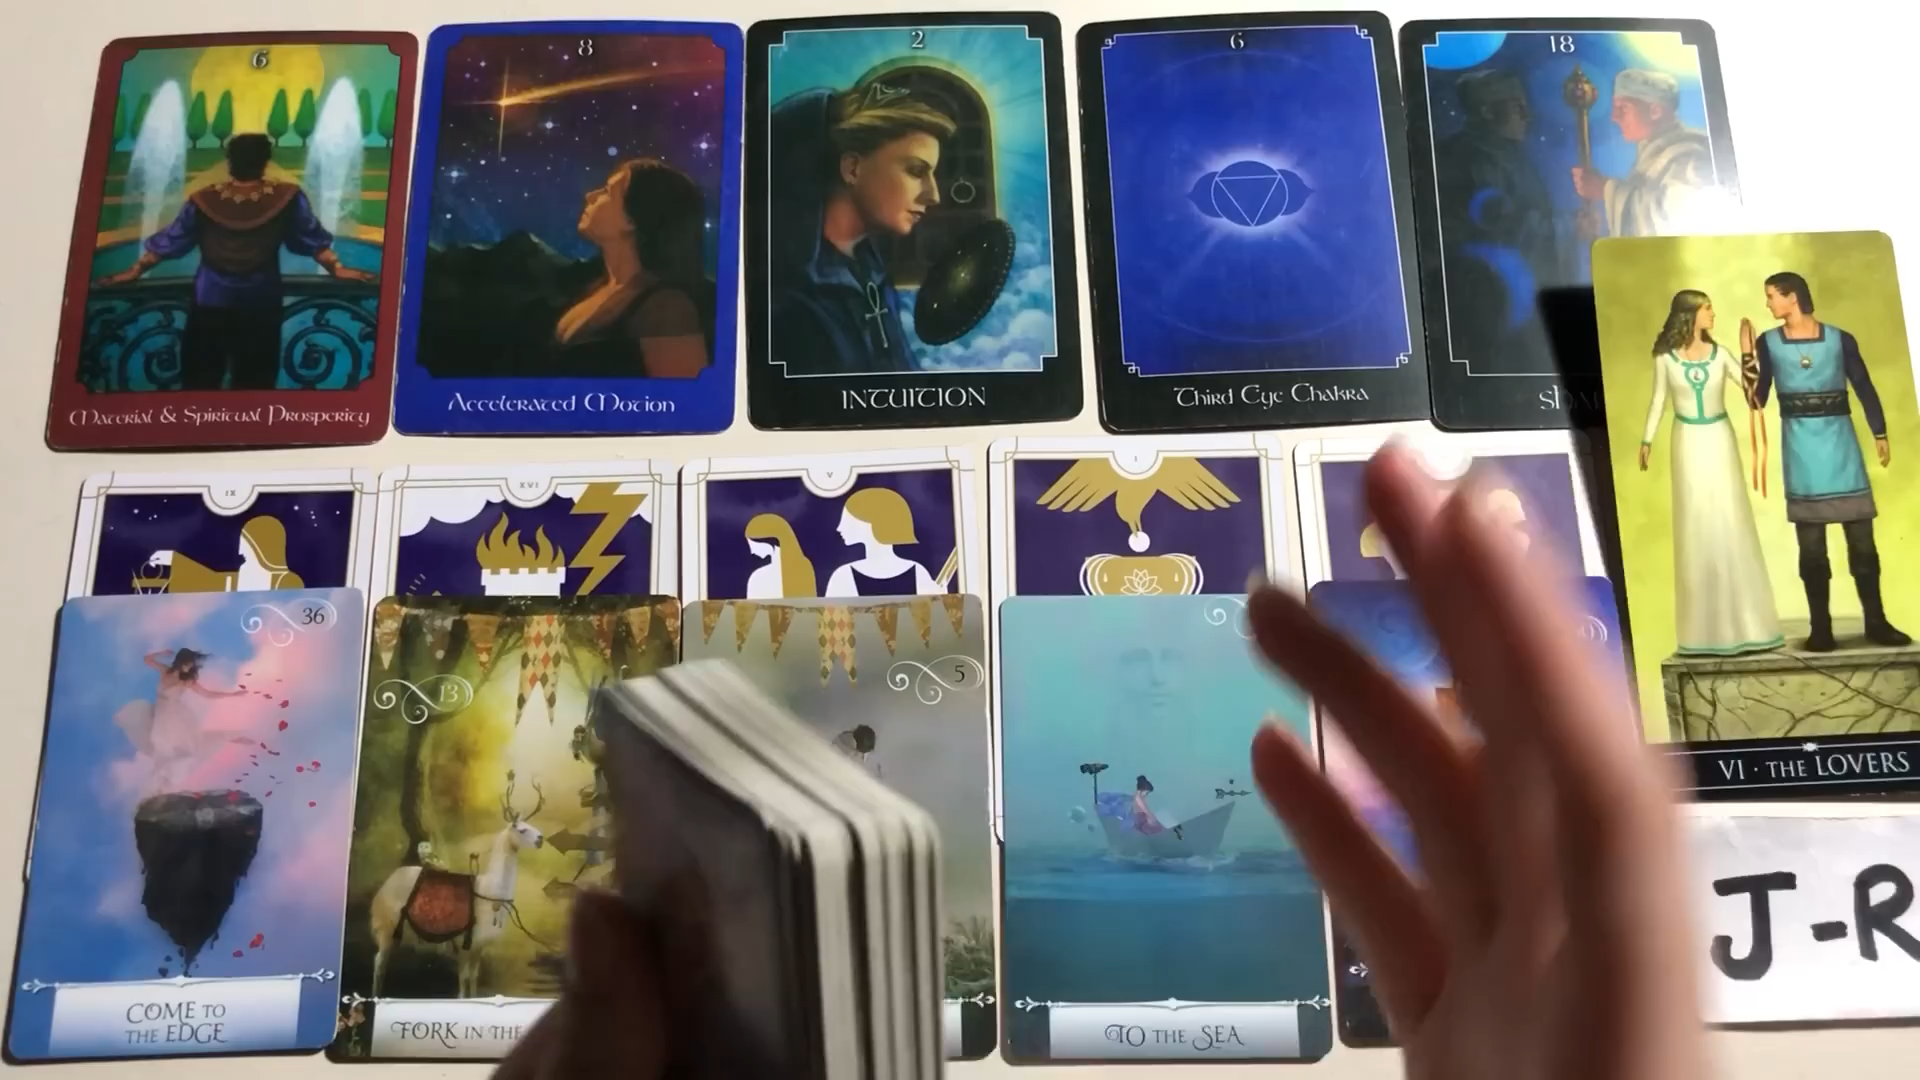 6
8
2
6
18
Material & Spiritual Prosperity
Accelerated Motion
INTUITION
Third Eye Chakra
IX
XVI
V
I
36
13
5
VI · THE LOVERS
COME TO
THE EDGE
FORK IN THE
TO THE SEA
J-R